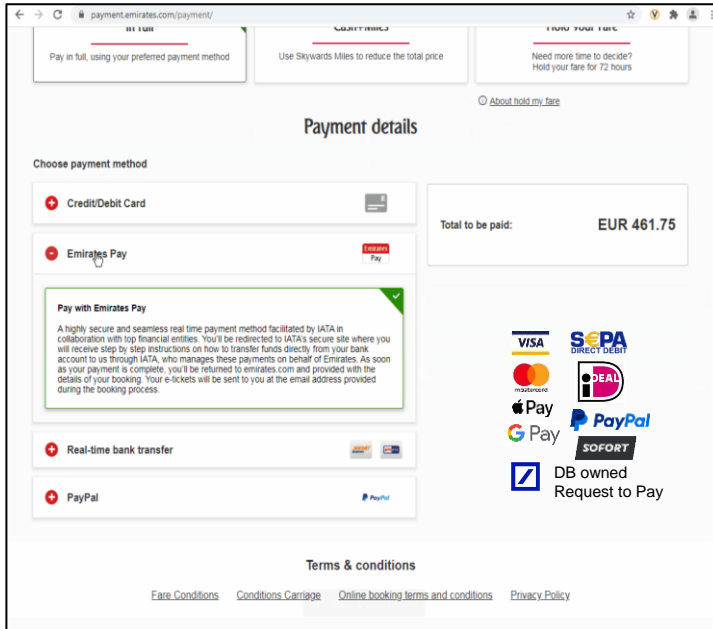 payment.emirates.com/payment/
In full
Cash+Miles
Hold your fare
Pay in full, using your preferred payment method
Use Skywards Miles to reduce the total price
Need more time to decide?
Hold your fare for 72 hours
About hold my fare
Payment details
Choose payment method
Credit/Debit Card
Total to be paid:
EUR 461.75
Emirates Pay
Emirates
Pay
Pay with Emirates Pay
A highly secure and seamless real time payment method facilitated by IATA in
collaboration with top financial entities. You'll be redirected to IATA's secure site where you
will receive step by step instructions on how to transfer funds directly from your bank
account to us through IATA, who manages these payments on behalf of Emirates. As soon
as your payment is complete, you'll be returned to emirates.com and provided with the
details of your booking. Your e-tickets will be sent to you at the email address provided
during the booking process.
VISA
S€PA
DIRECT DEBIT
mastercard
iDEAL
Pay
PayPal
G Pay
SOFORT
DB owned
Request to Pay
Real-time bank transfer
PayPal
PayPal
Terms & conditions
Fare Conditions
Conditions Carriage
Online booking terms and conditions
Privacy Policy